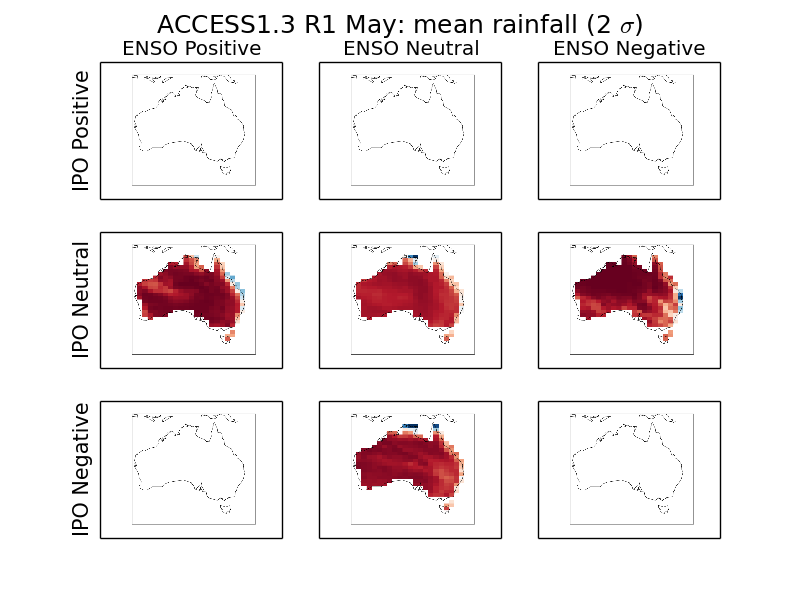 ACCESS1.3 R1 May: mean rainfall (2 σ)
ENSO Positive ENSO Neutral ENSO Negative
IPO Positive
IPO Neutral
IPO Negative